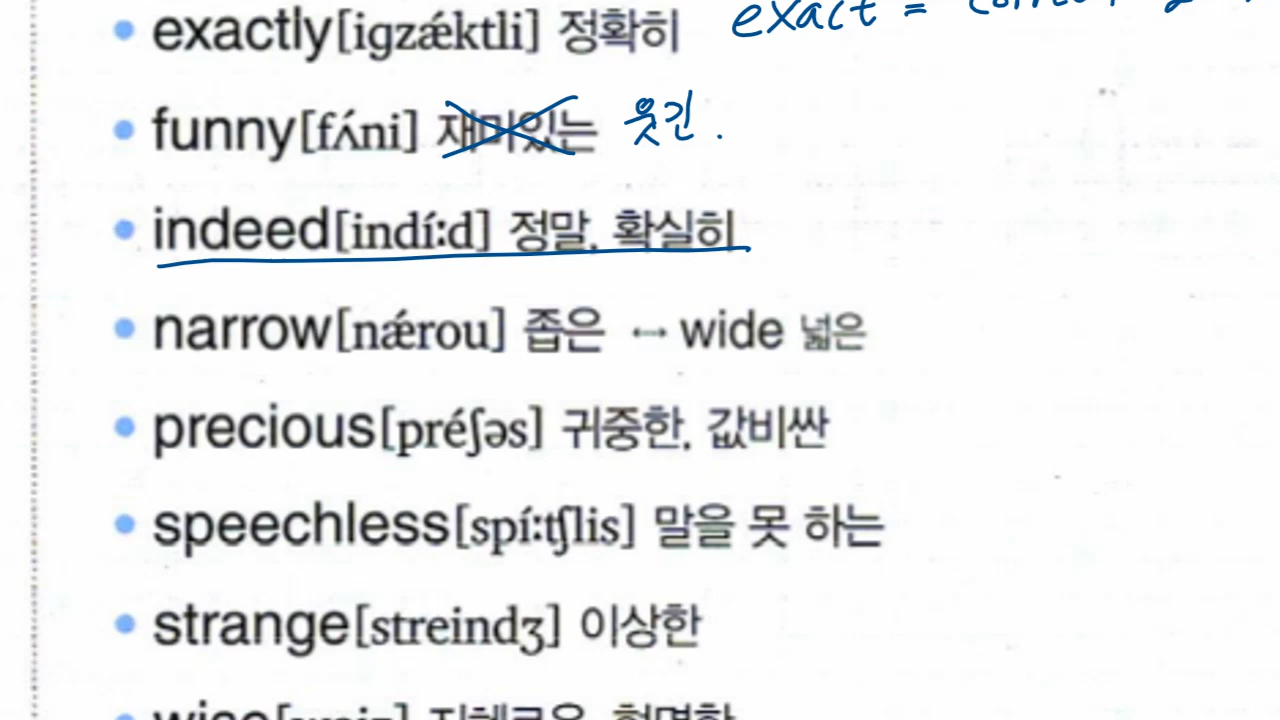 exactly[igzǽktli] 정확히 exact =
funny[fʌ́ni] 재미있는 웃긴.
indeed[indíːd] 정말, 확실히
narrow[nǽrou] 좁은 ↔ wide 넓은
precious[préʃəs] 귀중한, 값비싼
speechless[spíːtʃlis] 말을 못 하는
strange[streindʒ] 이상한